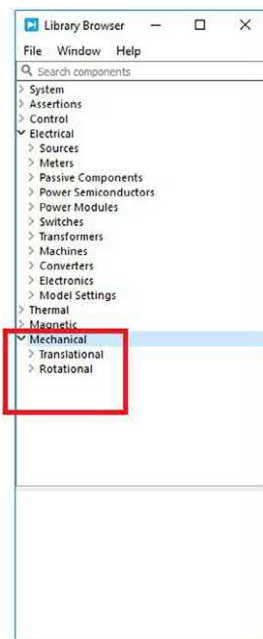 Library Browser
File Window Help
Search components
System
Assertions
Control
Electrical
Sources
Meters
Passive Components
Power Semiconductors
Power Modules
Switches
Transformers
Machines
Converters
Electronics
Model Settings
Thermal
Magnetic
Mechanical
Translational
Rotational